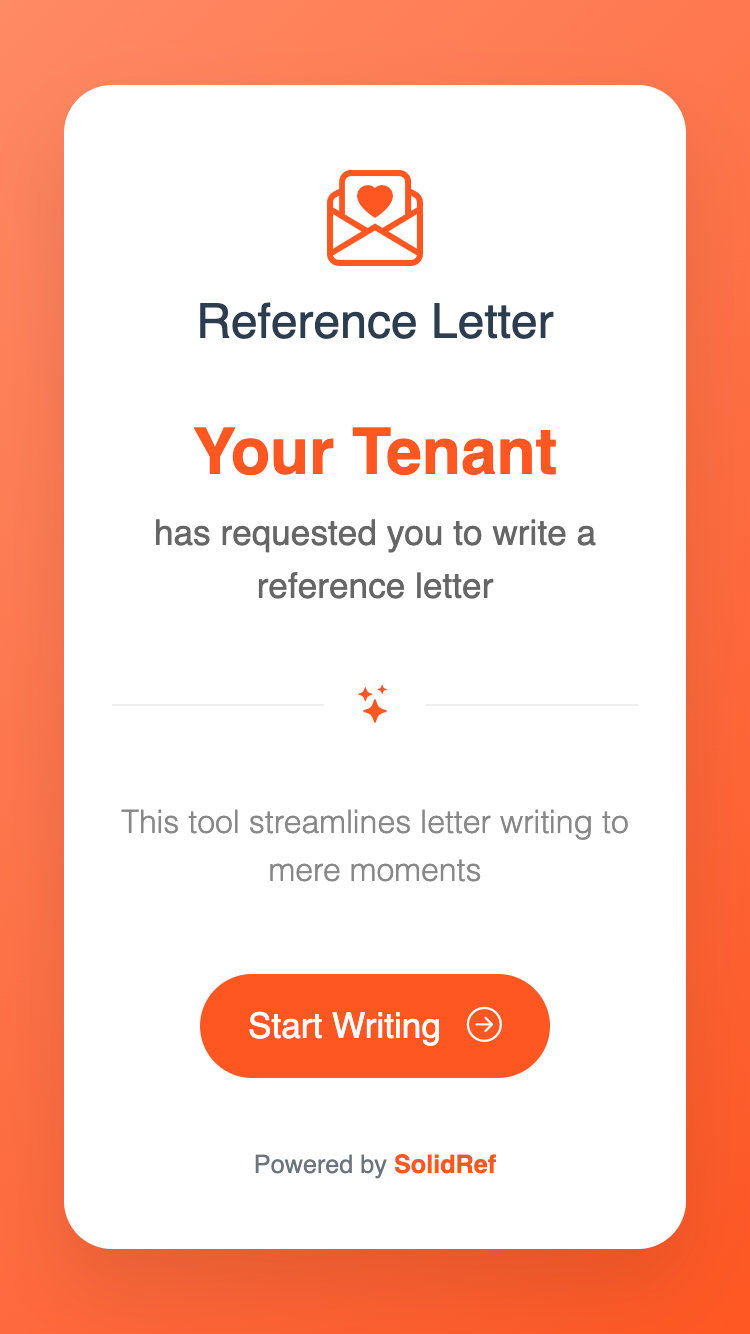 Reference Letter
Your Tenant
has requested you to write a
reference letter
This tool streamlines letter writing to
mere moments
Start Writing
Powered by SolidRef